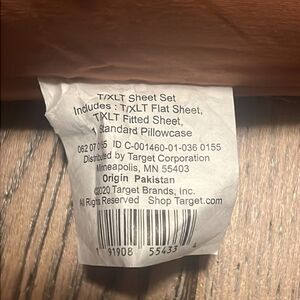 T/XLT Sheet Set
Includes : T/XLT Flat Sheet,
T/XLT Fitted Sheet,
Standard Pillowcase
062 07 ID C-001460-01-036 0155
Distributed by Target Corporation
Minneapolis, MN 55403
Origin Pakistan
©2020 Target Brands, Inc.
All Rights Reserved Shop Target.com
1 91908 55433